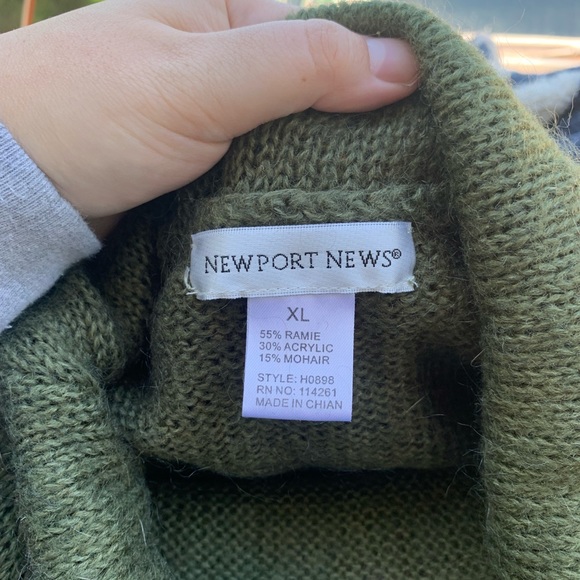 NEWPORT NEWS®
XL
55% RAMIE
30% ACRYLIC
15% MOHAIR
STYLE: H0898
RN NO: 114261
MADE IN CHIAN